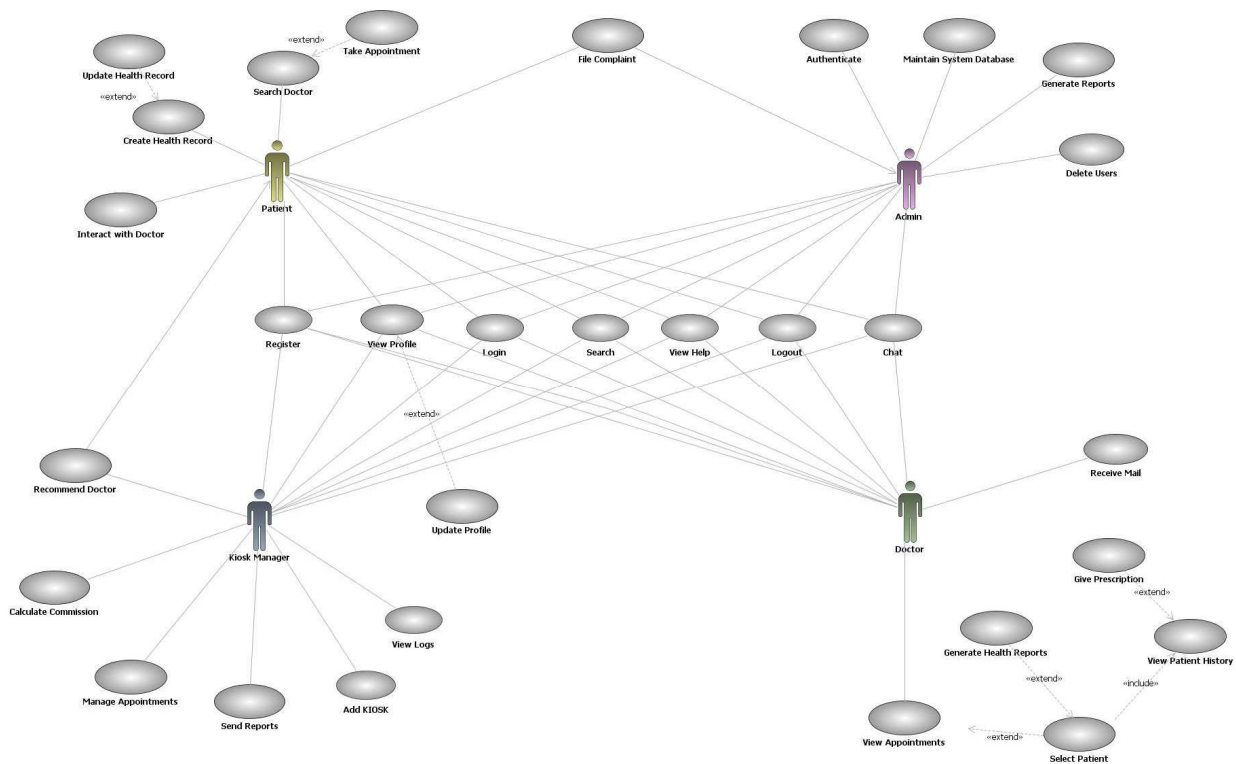 «extend»
Take Appointment
File Complaint
Authenticate
Maintain System Database
Update Health Record
Search Doctor
Generate Reports
«extend»
Create Health Record
Delete Users
Patient
Admin
Interact with Doctor
Register
View Profile
Login
Search
View Help
Logout
Chat
«extend»
Recommend Doctor
Receive Mail
Update Profile
Kiosk Manager
Doctor
Give Prescription
«extend»
Calculate Commission
View Logs
Generate Health Reports
View Patient History
«extend»
«include»
Manage Appointments
Add KIOSK
Send Reports
View Appointments
«extend»
Select Patient